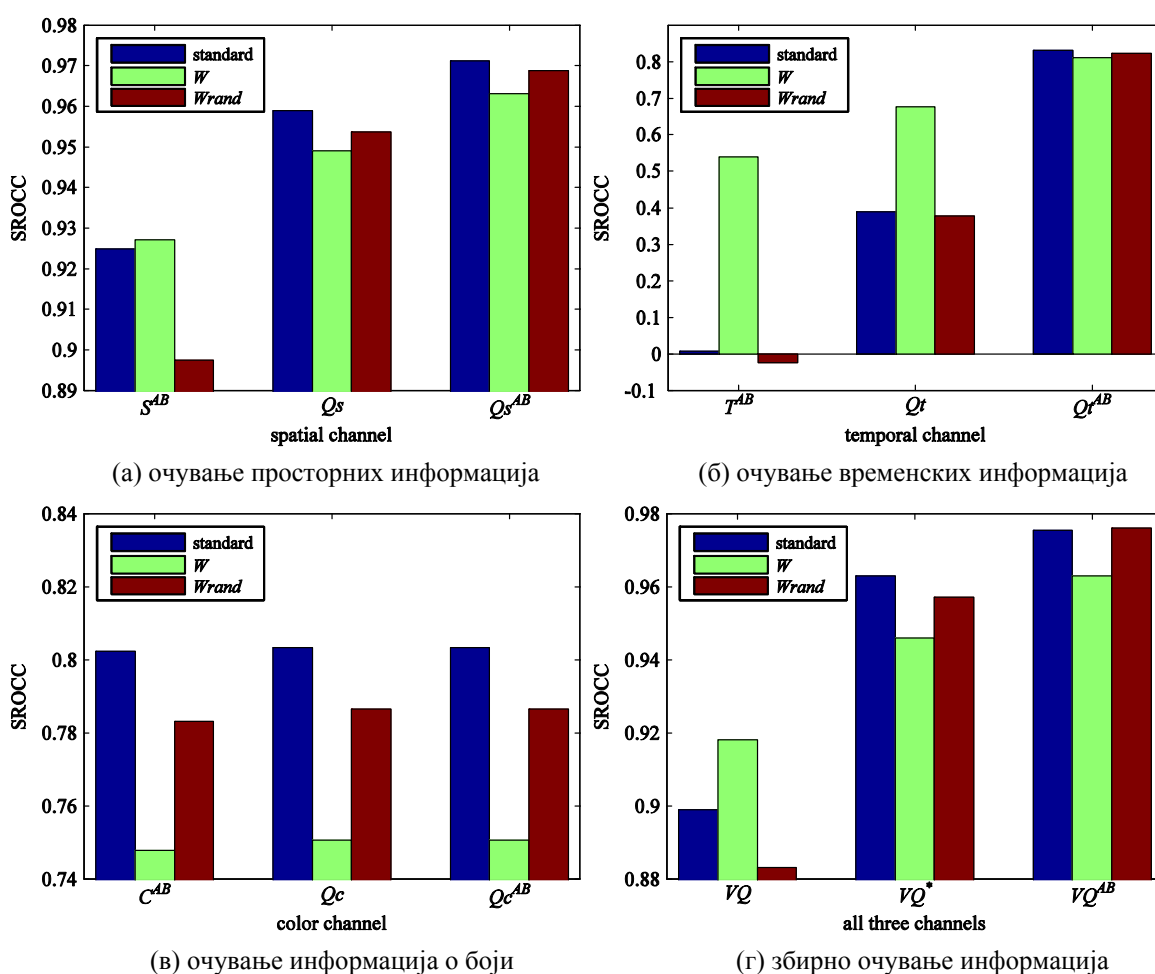 0.98
0.97
0.96
0.95
0.94
0.93
0.92
0.91
0.9
0.89
SROCC
standard
W
Wrand
S^AB
Qs
Qs^AB
spatial channel
(а) очување просторних информација
0.8
0.7
0.6
0.5
0.4
0.3
0.2
0.1
0
-0.1
SROCC
standard
W
Wrand
T^AB
Qt
Qt^AB
temporal channel
(б) очување временских информација
0.84
0.82
0.8
0.78
0.76
0.74
SROCC
standard
W
Wrand
C^AB
Qc
Qc^AB
color channel
(в) очување информација о боји
0.98
0.96
0.94
0.92
0.9
0.88
SROCC
standard
W
Wrand
VQ
VQ*
VQ^AB
all three channels
(г) збирно очување информација